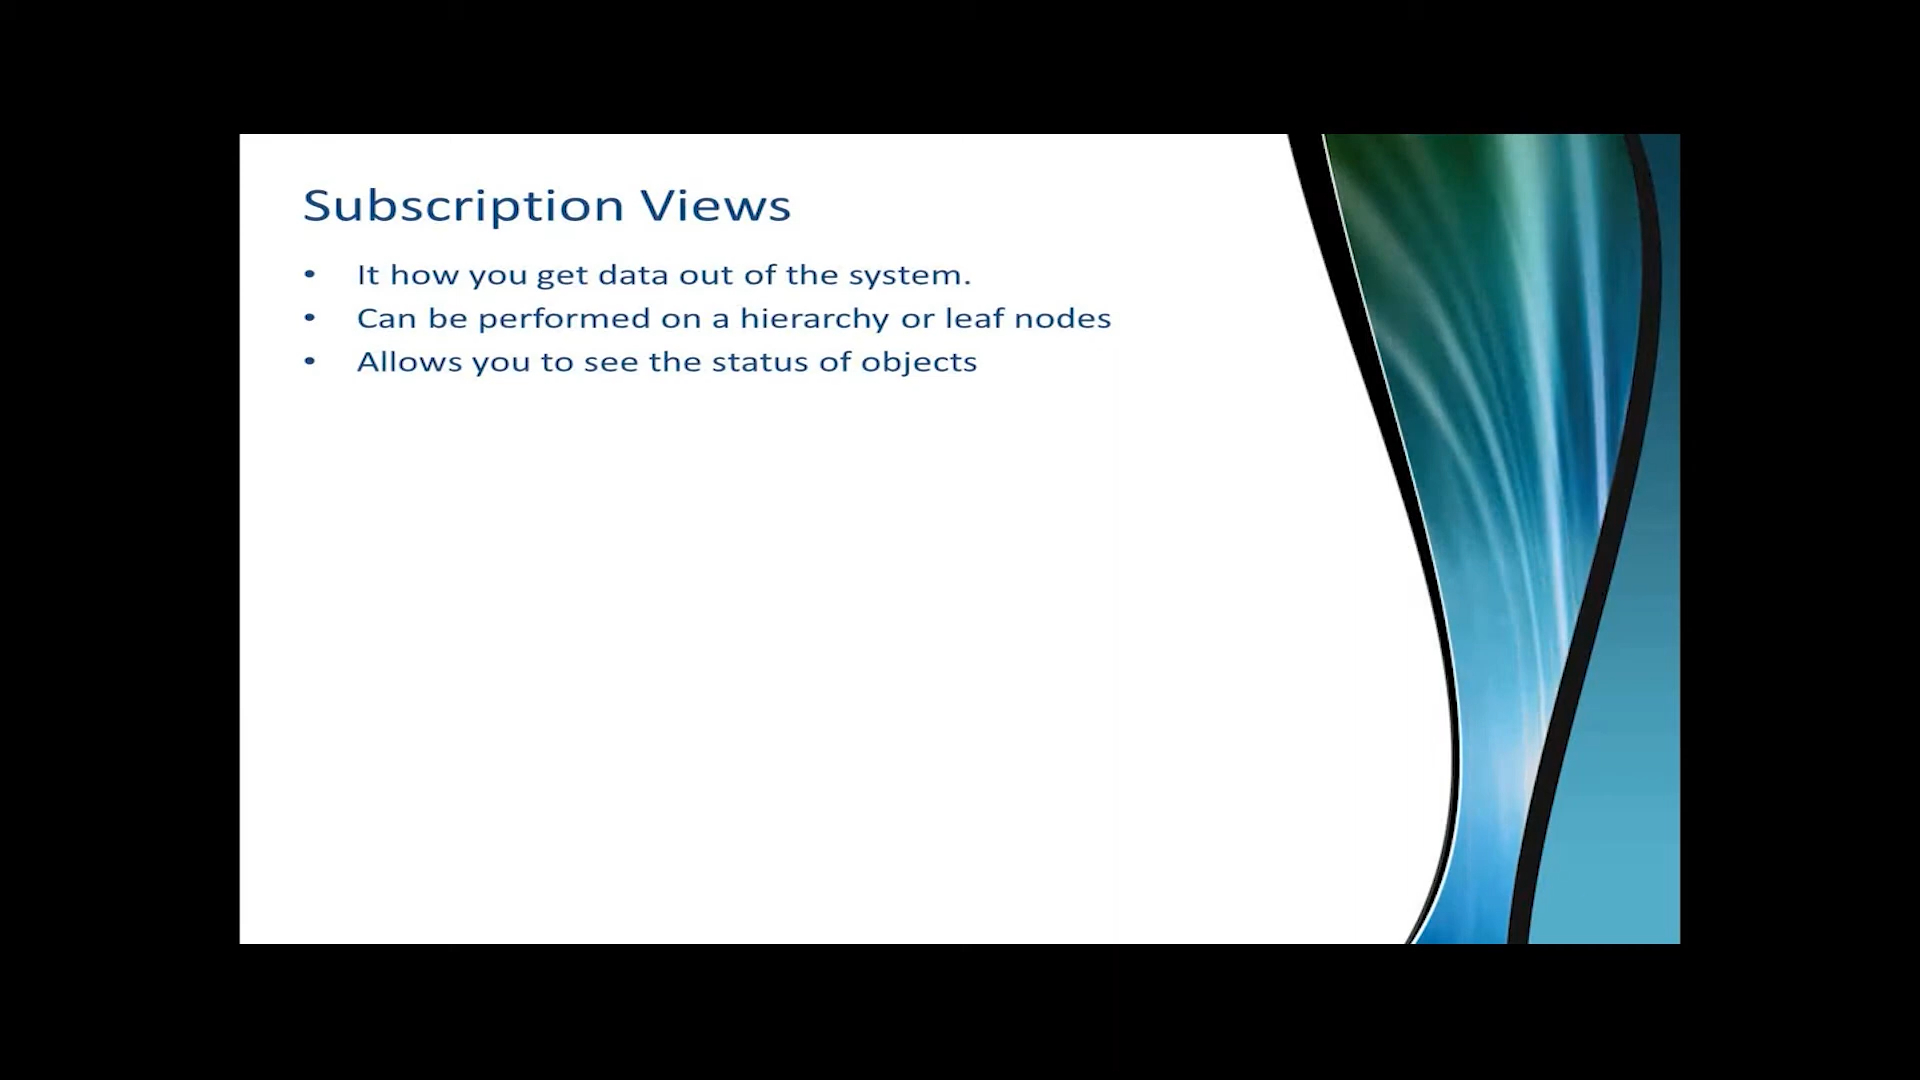 Subscription Views
• It how you get data out of the system.
• Can be performed on a hierarchy or leaf nodes
• Allows you to see the status of objects